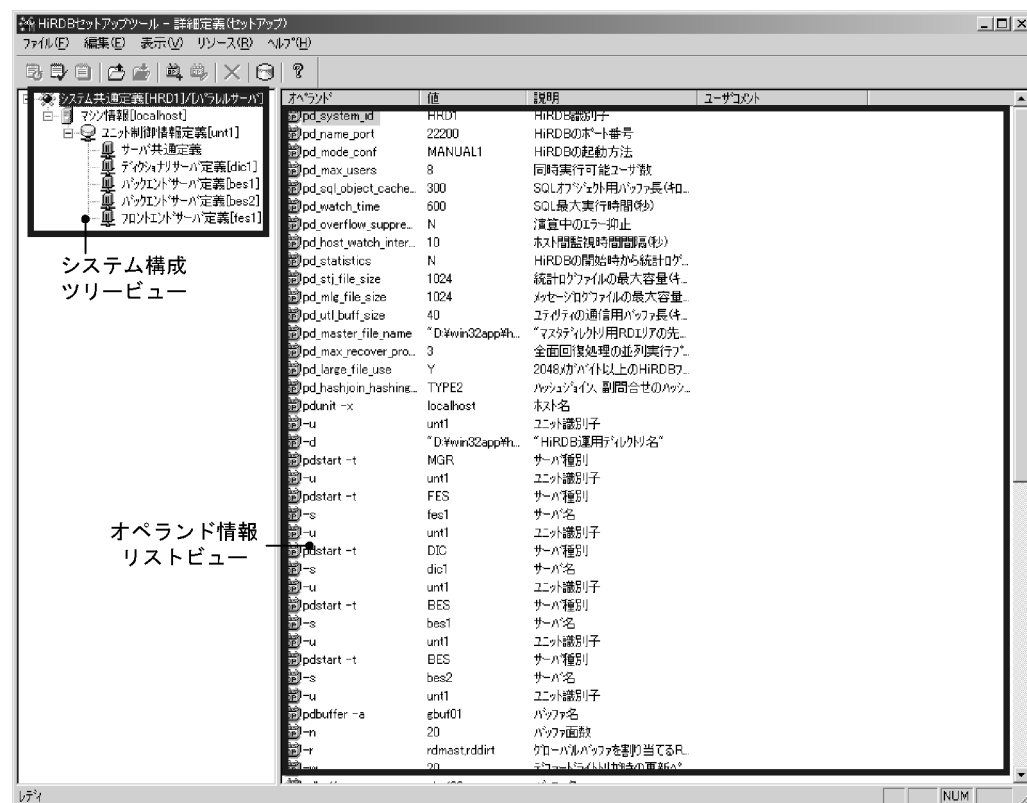 HiRDBセットアップツール - 詳細定義(セットアップ)
ファイル(F) 編集(E) 表示(V) リソース(R) ヘルプ(H)
システム共通定義[HRD1]/[パラレルサーバ]
マシン情報[localhost]
ユニット制御情報定義[unt1]
サーバ共通定義
ディクショナリサーバ定義[dic1]
バックエンドサーバ定義[bes1]
バックエンドサーバ定義[bes2]
フロントエンドサーバ定義[fes1]
システム構成
ツリービュー
オペランド情報
リストビュー
オペランド 値 説明 ユーザコメント
pd_system_id HRD1 HiRDB識別子
pd_name_port 22200 HiRDBのポート番号
pd_mode_conf MANUAL1 HiRDBの起動方法
pd_max_users 8 同時実行可能ユーザ数
pd_sql_object_cache... 300 SQLオブジェクト用バッファ長(キロ...
pd_watch_time 600 SQL最大実行時間(秒)
pd_overflow_suppre... N 演算中のエラー抑止
pd_host_watch_inter... 10 ホスト間監視時間間隔(秒)
pd_statistics N HiRDBの開始時から統計ログ...
pd_stj_file_size 1024 統計ログファイルの最大容量(キ...
pd_mlg_file_size 1024 メッセージログファイルの最大容量...
pd_utl_buff_size 40 ユティリティの通信用バッファ長(キ...
pd_master_file_name "D:¥win32app¥h... "マスタディレクトリ用RDエリアの先...
pd_max_recover_pro... 3 全面回復処理の並列実行プ...
pd_large_file_use Y 2048メガバイト以上のHiRDBフ...
pd_hashjoin_hashing... TYPE2 ハッシュジョイン、副問合せのハッシ...
pdunit -x localhost ホスト名
-u unt1 ユニット識別子
-d "D:¥win32app¥h... "HiRDB運用ディレクトリ名"
pdstart -t MGR サーバ種別
-u unt1 ユニット識別子
pdstart -t FES サーバ種別
-s fes1 サーバ名
-u unt1 ユニット識別子
pdstart -t DIC サーバ種別
-s dic1 サーバ名
-u unt1 ユニット識別子
pdstart -t BES サーバ種別
-s bes1 サーバ名
-u unt1 ユニット識別子
pdstart -t BES サーバ種別
-s bes2 サーバ名
-u unt1 ユニット識別子
pdbuffer -a gbuf01 バッファ名
-n 20 バッファ面数
-r rdmast,rddirt グローバルバッファを割り当てるR...
-w 20 デファードライトトリガ時の更新バ
レディ NUM